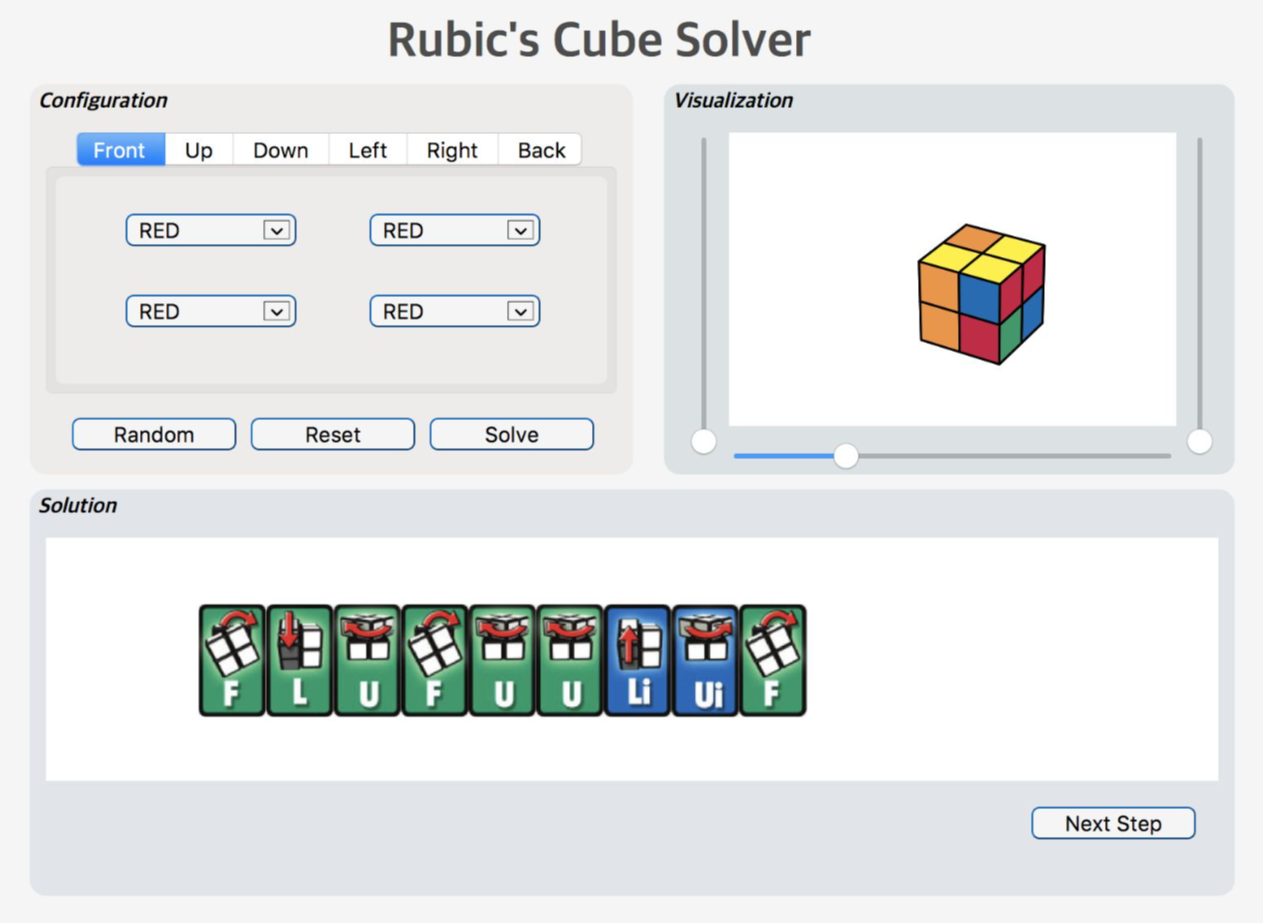 Rubic's Cube Solver
Configuration
Front Up Down Left Right Back
RED RED
RED RED
Random Reset Solve
Visualization
Solution
F L U F U U Li Ui F
Next Step